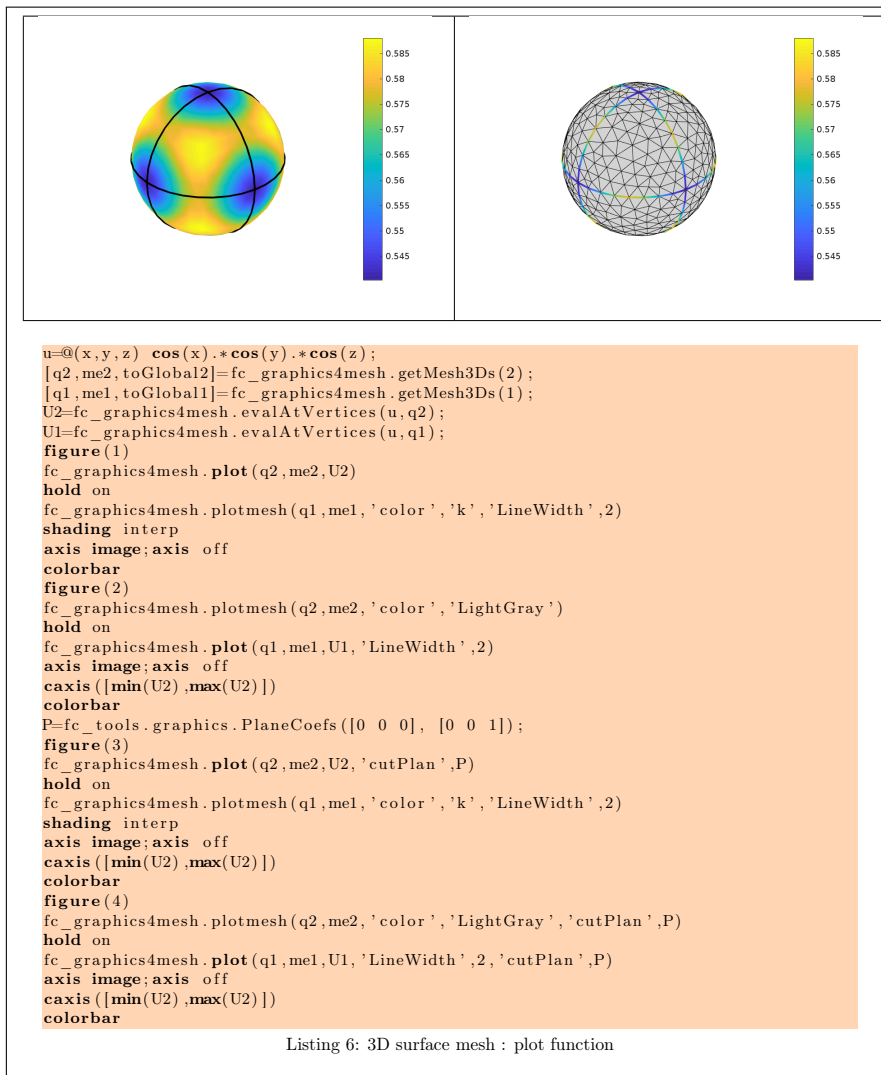 0.585
0.58
0.575
0.57
0.565
0.56
0.555
0.55
0.545
0.585
0.58
0.575
0.57
0.565
0.56
0.555
0.55
0.545
u=@(x,y,z) cos(x).*cos(y).*cos(z);
[q2,me2,toGlobal2]=fc_graphics4mesh.getMesh3Ds(2);
[q1,me1,toGlobal1]=fc_graphics4mesh.getMesh3Ds(1);
U2=fc_graphics4mesh.evalAtVertices(u,q2);
U1=fc_graphics4mesh.evalAtVertices(u,q1);
figure(1)
fc_graphics4mesh.plot(q2,me2,U2)
hold on
fc_graphics4mesh.plotmesh(q1,me1,'color','k','LineWidth',2)
shading interp
axis image;axis off
colorbar
figure(2)
fc_graphics4mesh.plotmesh(q2,me2,'color','LightGray')
hold on
fc_graphics4mesh.plot(q1,me1,U1,'LineWidth',2)
axis image;axis off
caxis([min(U2),max(U2)])
colorbar
P=fc_tools.graphics.PlaneCoefs([0 0 0], [0 0 1]);
figure(3)
fc_graphics4mesh.plot(q2,me2,U2,'cutPlan',P)
hold on
fc_graphics4mesh.plotmesh(q1,me1,'color','k','LineWidth',2)
shading interp
axis image;axis off
caxis([min(U2),max(U2)])
colorbar
figure(4)
fc_graphics4mesh.plotmesh(q2,me2,'color','LightGray','cutPlan',P)
hold on
fc_graphics4mesh.plot(q1,me1,U1,'LineWidth',2,'cutPlan',P)
axis image;axis off
caxis([min(U2),max(U2)])
colorbar
Listing 6: 3D surface mesh : plot function